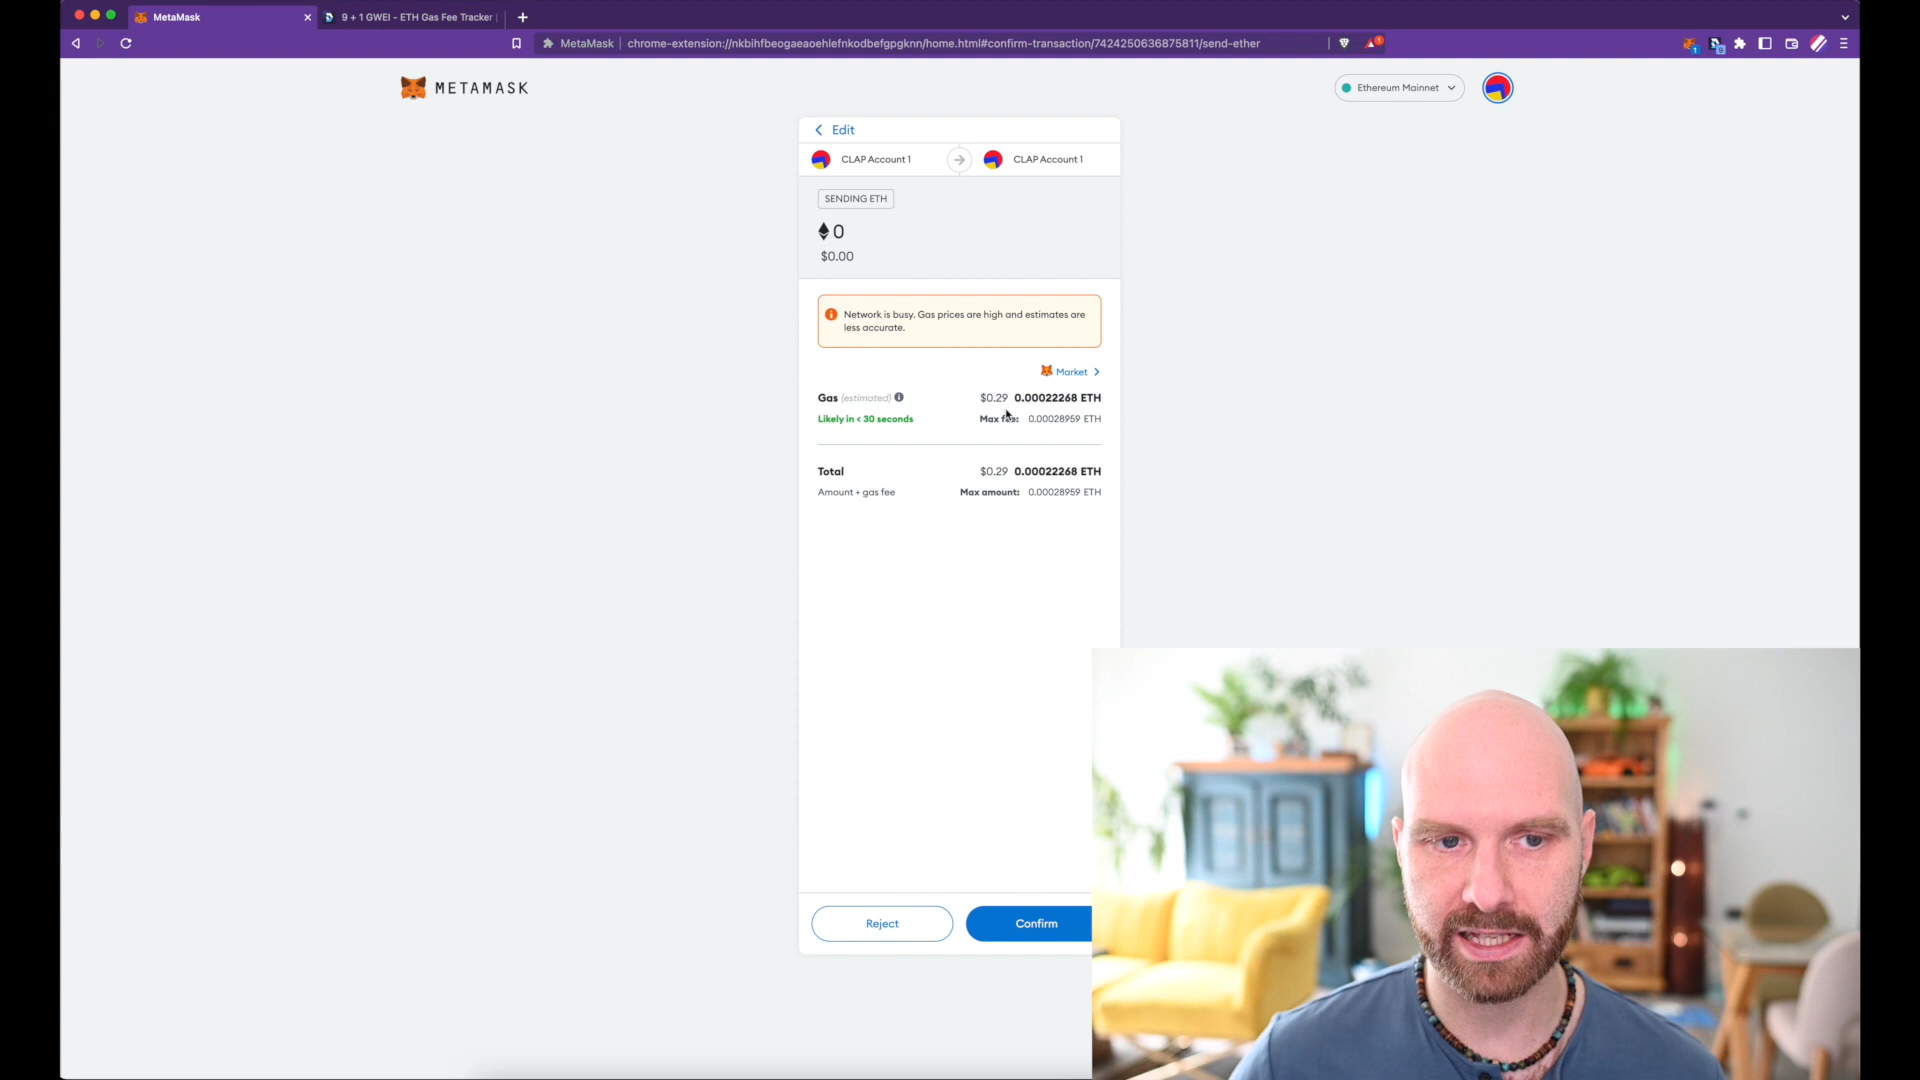 MetaMask
9 + 1 GWEI - ETH Gas Fee Tracker
MetaMask
chrome-extension://nkbihfbeogaeaoehlefnkodbefgpgknn/home.html#confirm-transaction/7424250636875811/send-ether
1
1
METAMASK
Ethereum Mainnet
Edit
CLAP Account 1
CLAP Account 1
SENDING ETH
0
$0.00
Network is busy. Gas prices are high and estimates are
less accurate.
Market
Gas (estimated) $0.29 0.00022268 ETH
Likely in < 30 seconds Max fee: 0.00028959 ETH
Total $0.29 0.00022268 ETH
Amount + gas fee Max amount: 0.00028959 ETH
Reject
Confirm